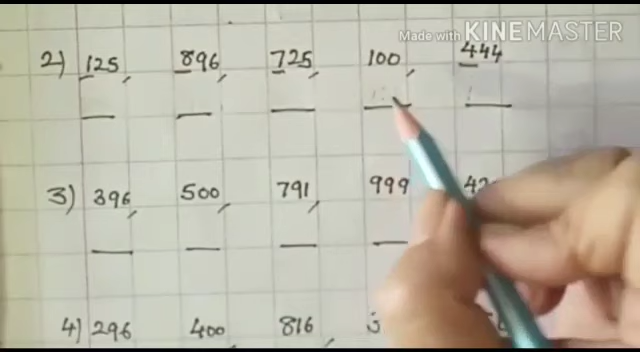 Made with KINEMASTER
2) 125, 896, 725, 100, 444
3) 396, 500, 791, 999
4) 296 400, 816